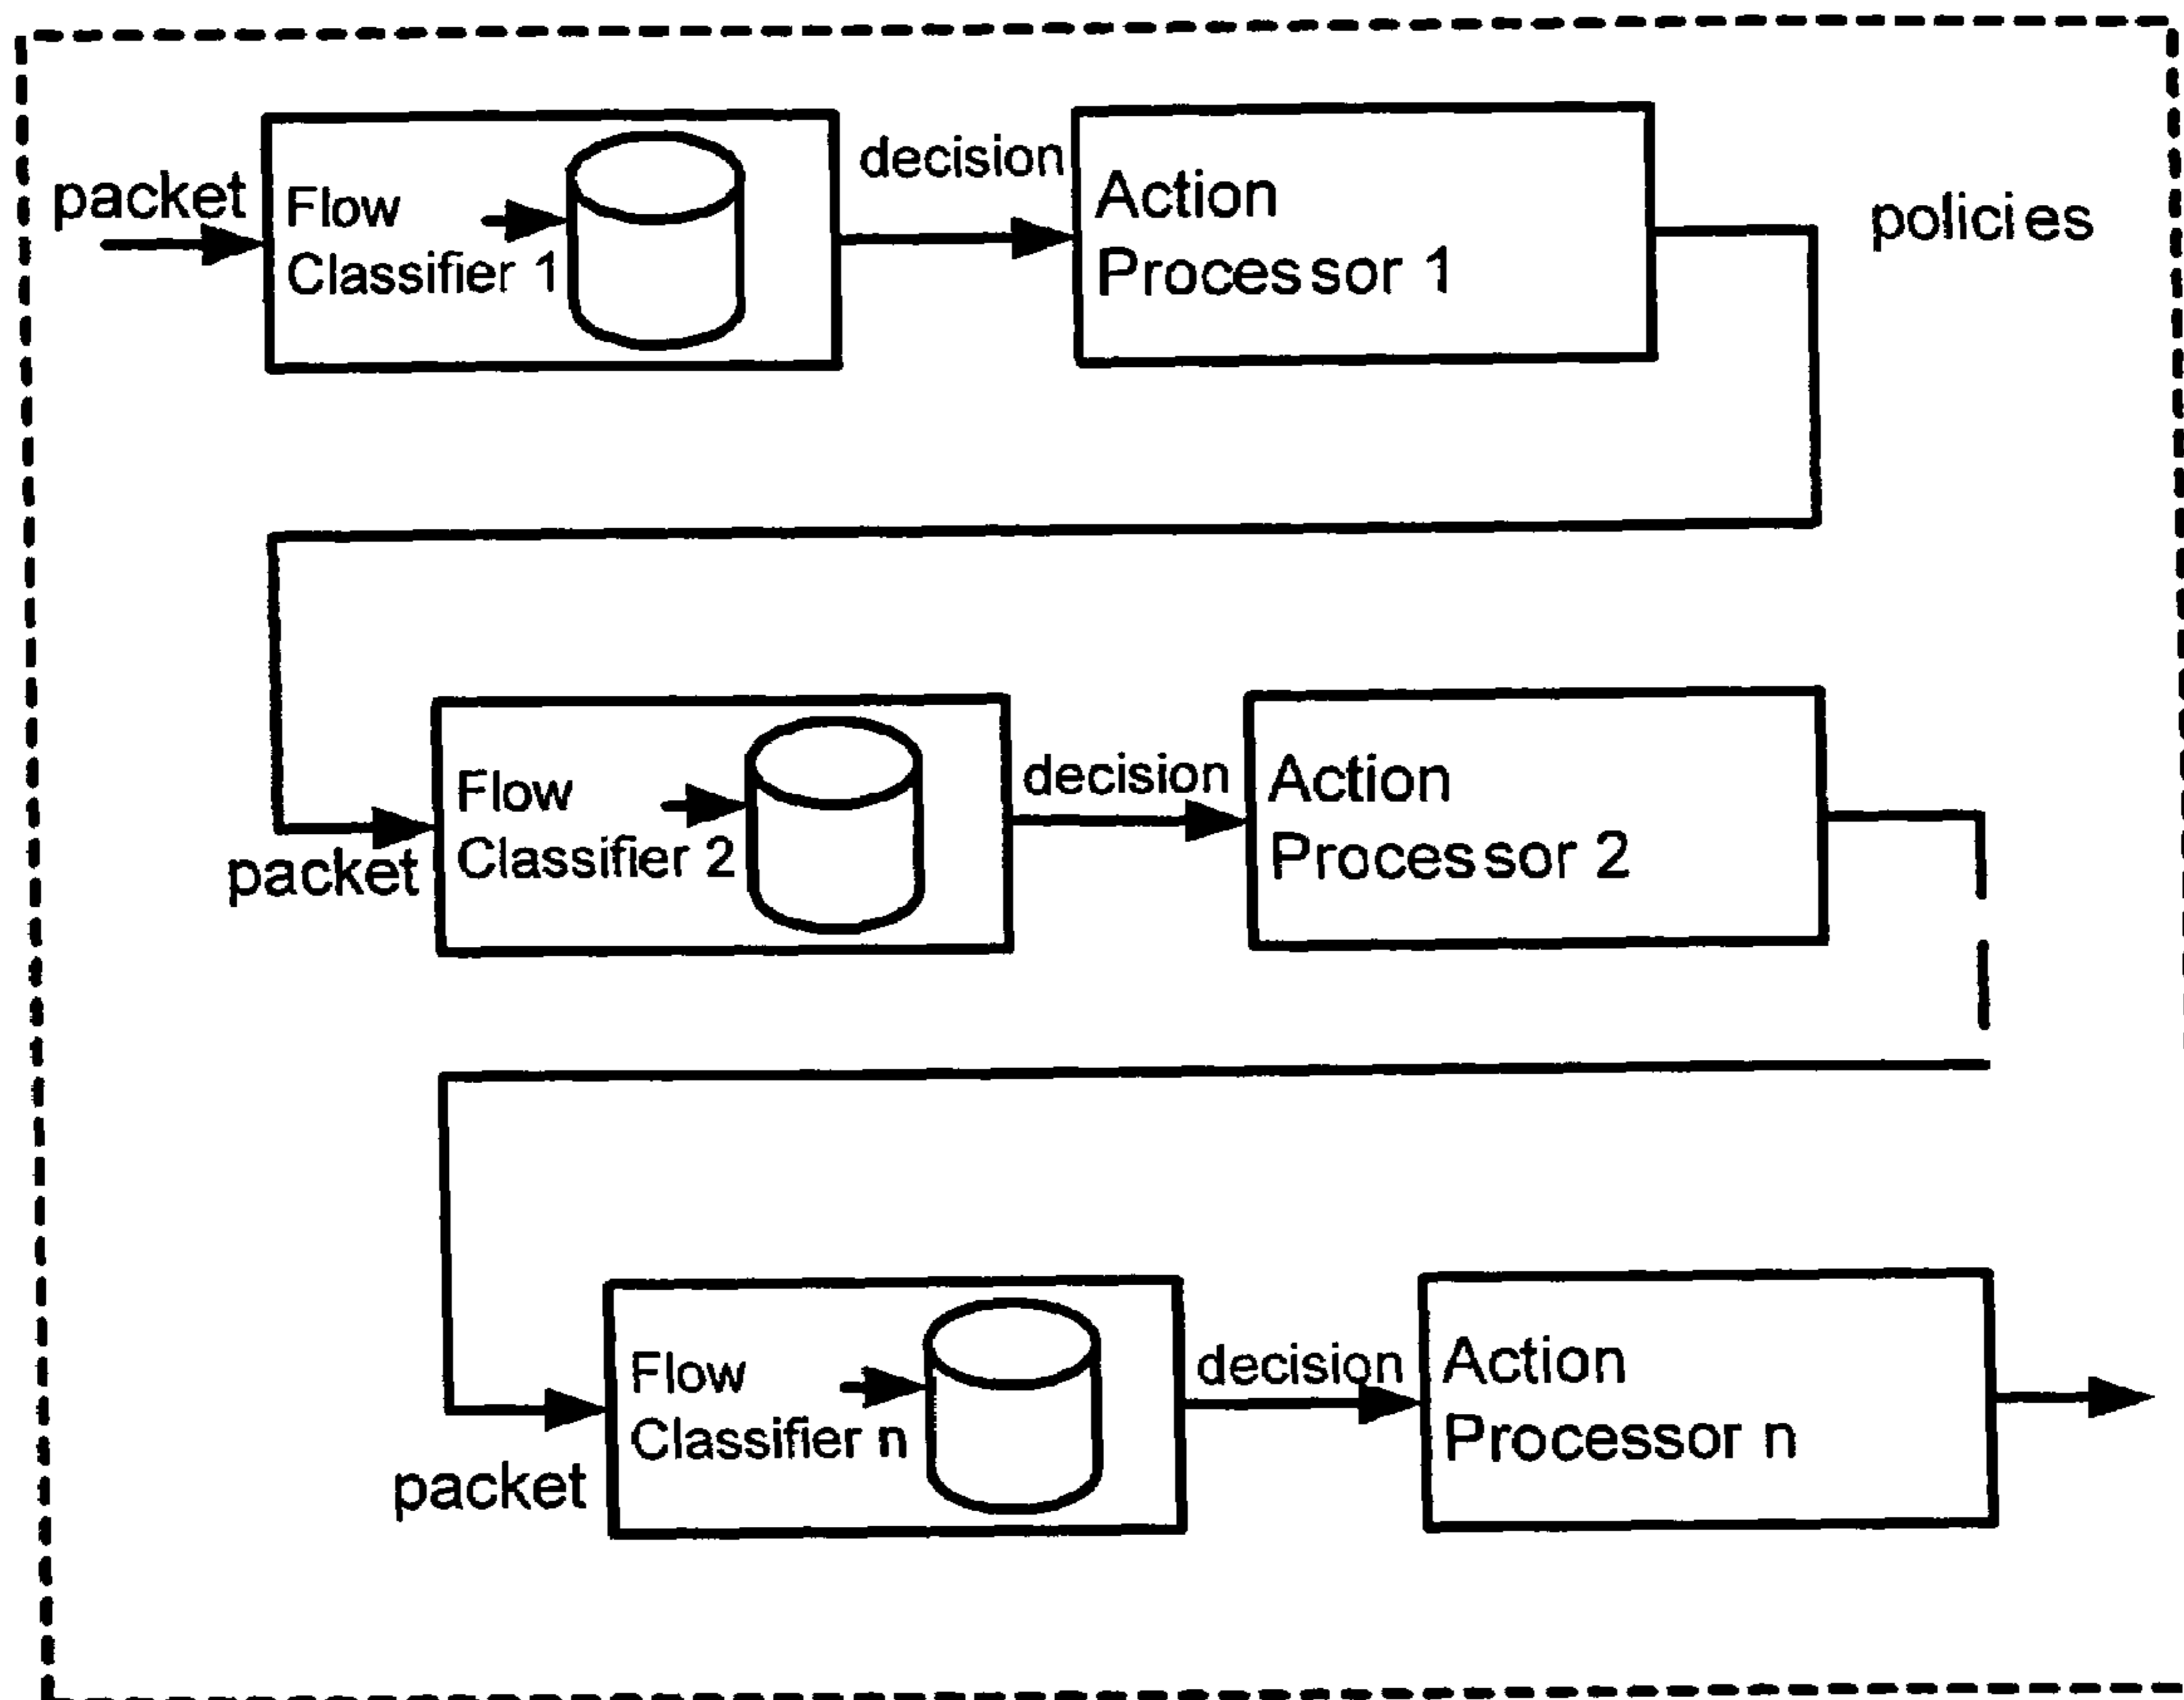 packet
Flow
Classifier 1
decision
Action
Processor 1
policies
Flow
Classifier 2
packet
decision
Action
Processor 2
Flow
Classifier n
packet
decision
Action
Processor n